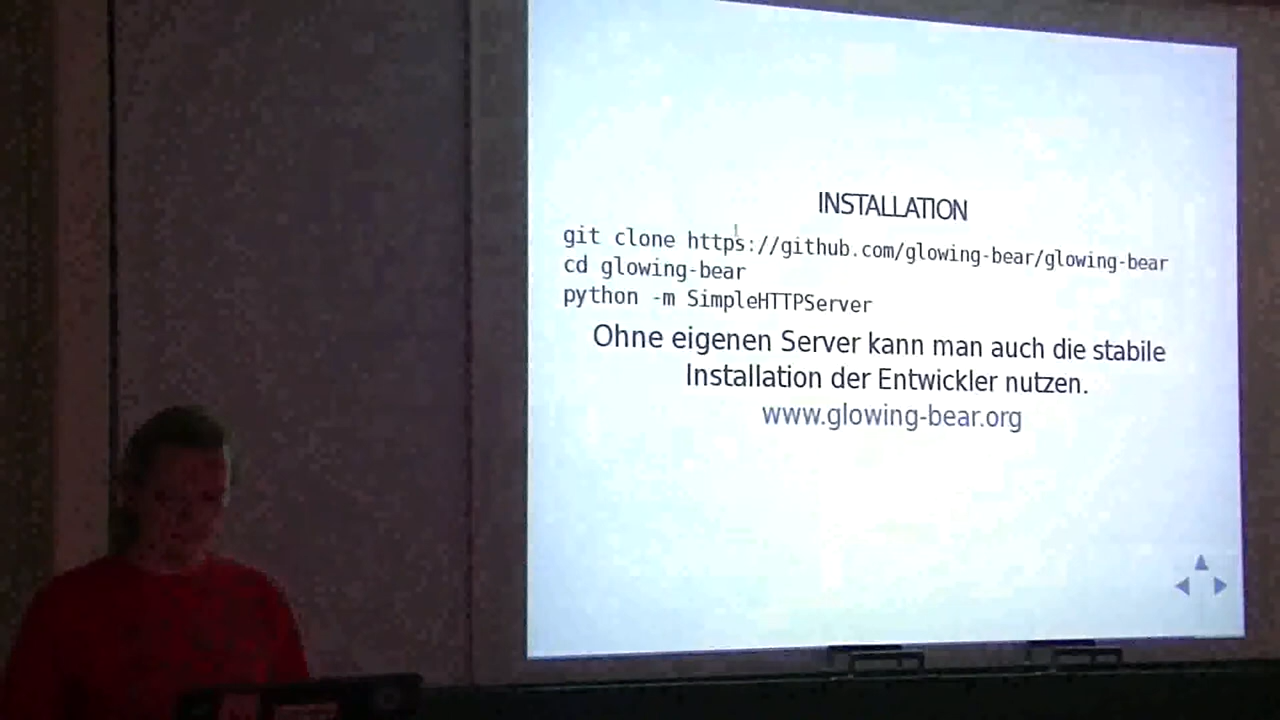 INSTALLATION
git clone https://github.com/glowing-bear/glowing-bear
cd glowing-bear
python -m SimpleHTTPServer
Ohne eigenen Server kann man auch die stabile
Installation der Entwickler nutzen.
www.glowing-bear.org